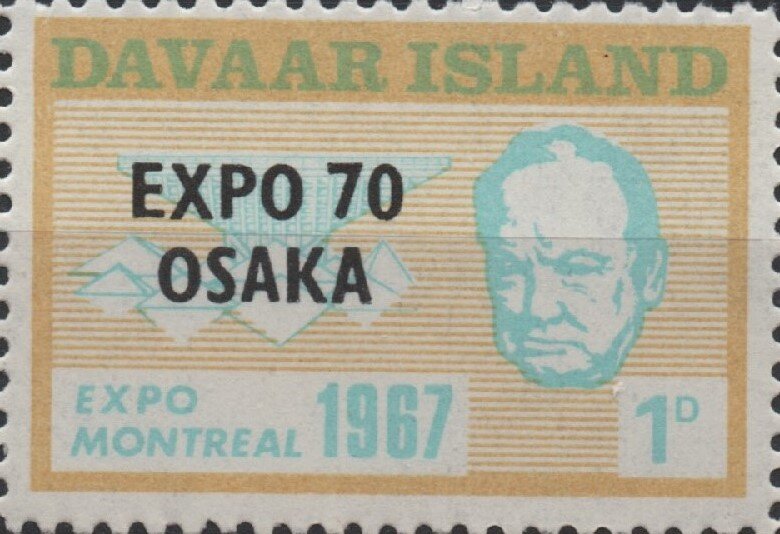 DAVAAR ISLAND
EXPO 70
OSAKA
EXPO
MONTREAL 1967
1D